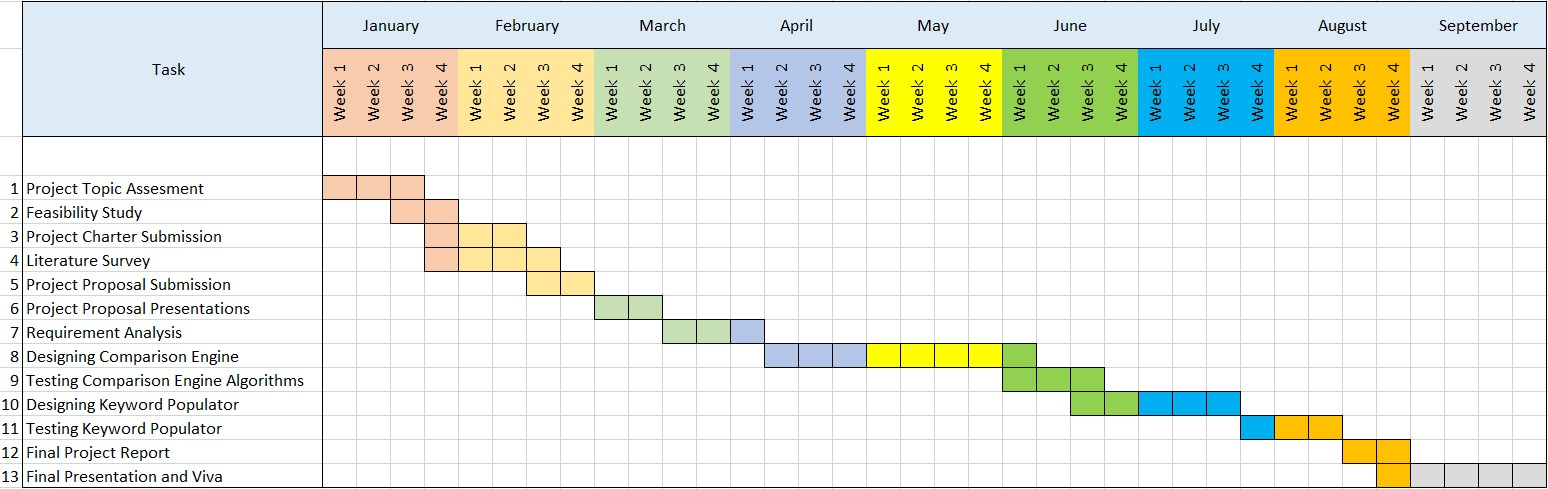 January February March April May June July August September
Task
Week 1 Week 2 Week 3 Week 4 Week 1 Week 2 Week 3 Week 4 Week 1 Week 2 Week 3 Week 4 Week 1 Week 2 Week 3 Week 4 Week 1 Week 2 Week 3 Week 4 Week 1 Week 2 Week 3 Week 4 Week 1 Week 2 Week 3 Week 4 Week 1 Week 2 Week 3 Week 4 Week 1 Week 2 Week 3 Week 4
1 Project Topic Assesment
2 Feasibility Study
3 Project Charter Submission
4 Literature Survey
5 Project Proposal Submission
6 Project Proposal Presentations
7 Requirement Analysis
8 Designing Comparison Engine
9 Testing Comparison Engine Algorithms
10 Designing Keyword Populator
11 Testing Keyword Populator
12 Final Project Report
13 Final Presentation and Viva